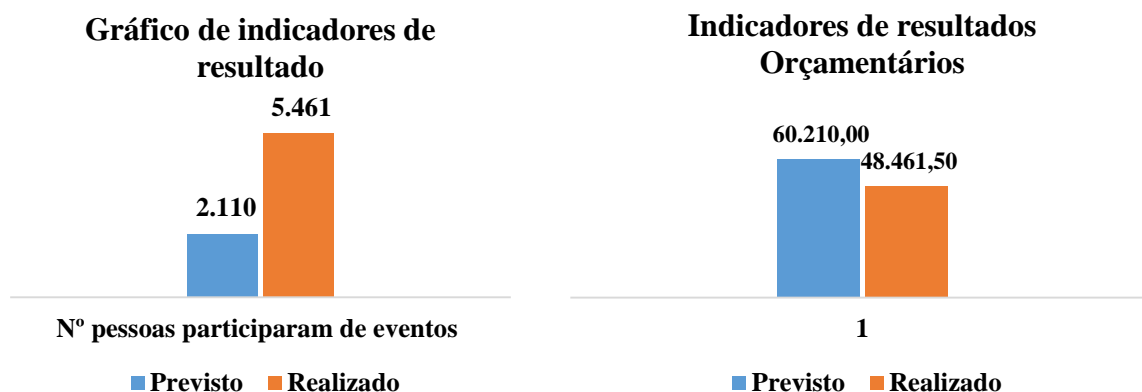 Gráfico de indicadores de
resultado
5.461
2.110
Nº pessoas participaram de eventos
Previsto Realizado
Indicadores de resultados
Orçamentários
60.210,00
48.461,50
1
Previsto Realizado